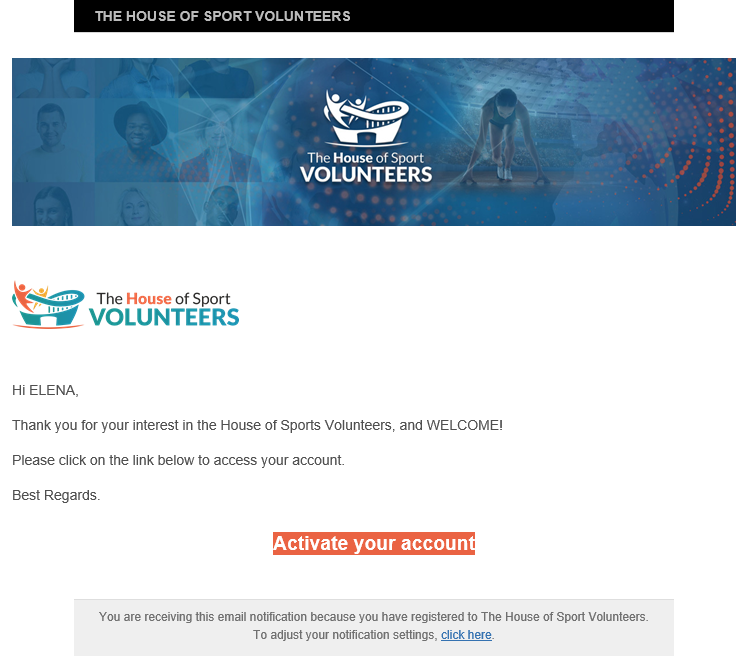 THE HOUSE OF SPORT VOLUNTEERS
The House of Sport
VOLUNTEERS
The House of Sport
VOLUNTEERS
Hi ELENA,
Thank you for your interest in the House of Sports Volunteers, and WELCOME!
Please click on the link below to access your account.
Best Regards.
Activate your account
You are receiving this email notification because you have registered to The House of Sport Volunteers.
To adjust your notification settings, click here.